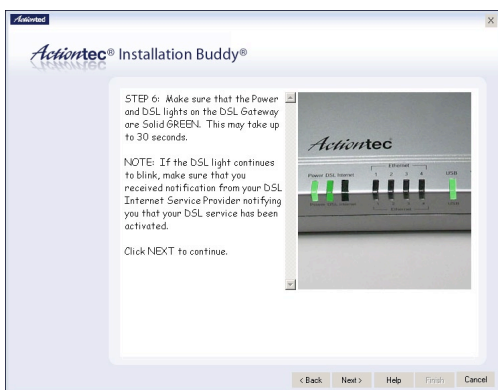 Actiontec
Actiontec® Installation Buddy®
STEP 6: Make sure that the Power
and DSL lights on the DSL Gateway
are Solid GREEN. This may take up
to 30 seconds.
NOTE: If the DSL light continues
to blink, make sure that you
received notification from your DSL
Internet Service Provider notifying
you that your DSL service has been
activated.
Click NEXT to continue.
Actiontec
Ethernet
Power DSL Internet 1 2 3 4 USB
< Back Next > Help Finish Cancel